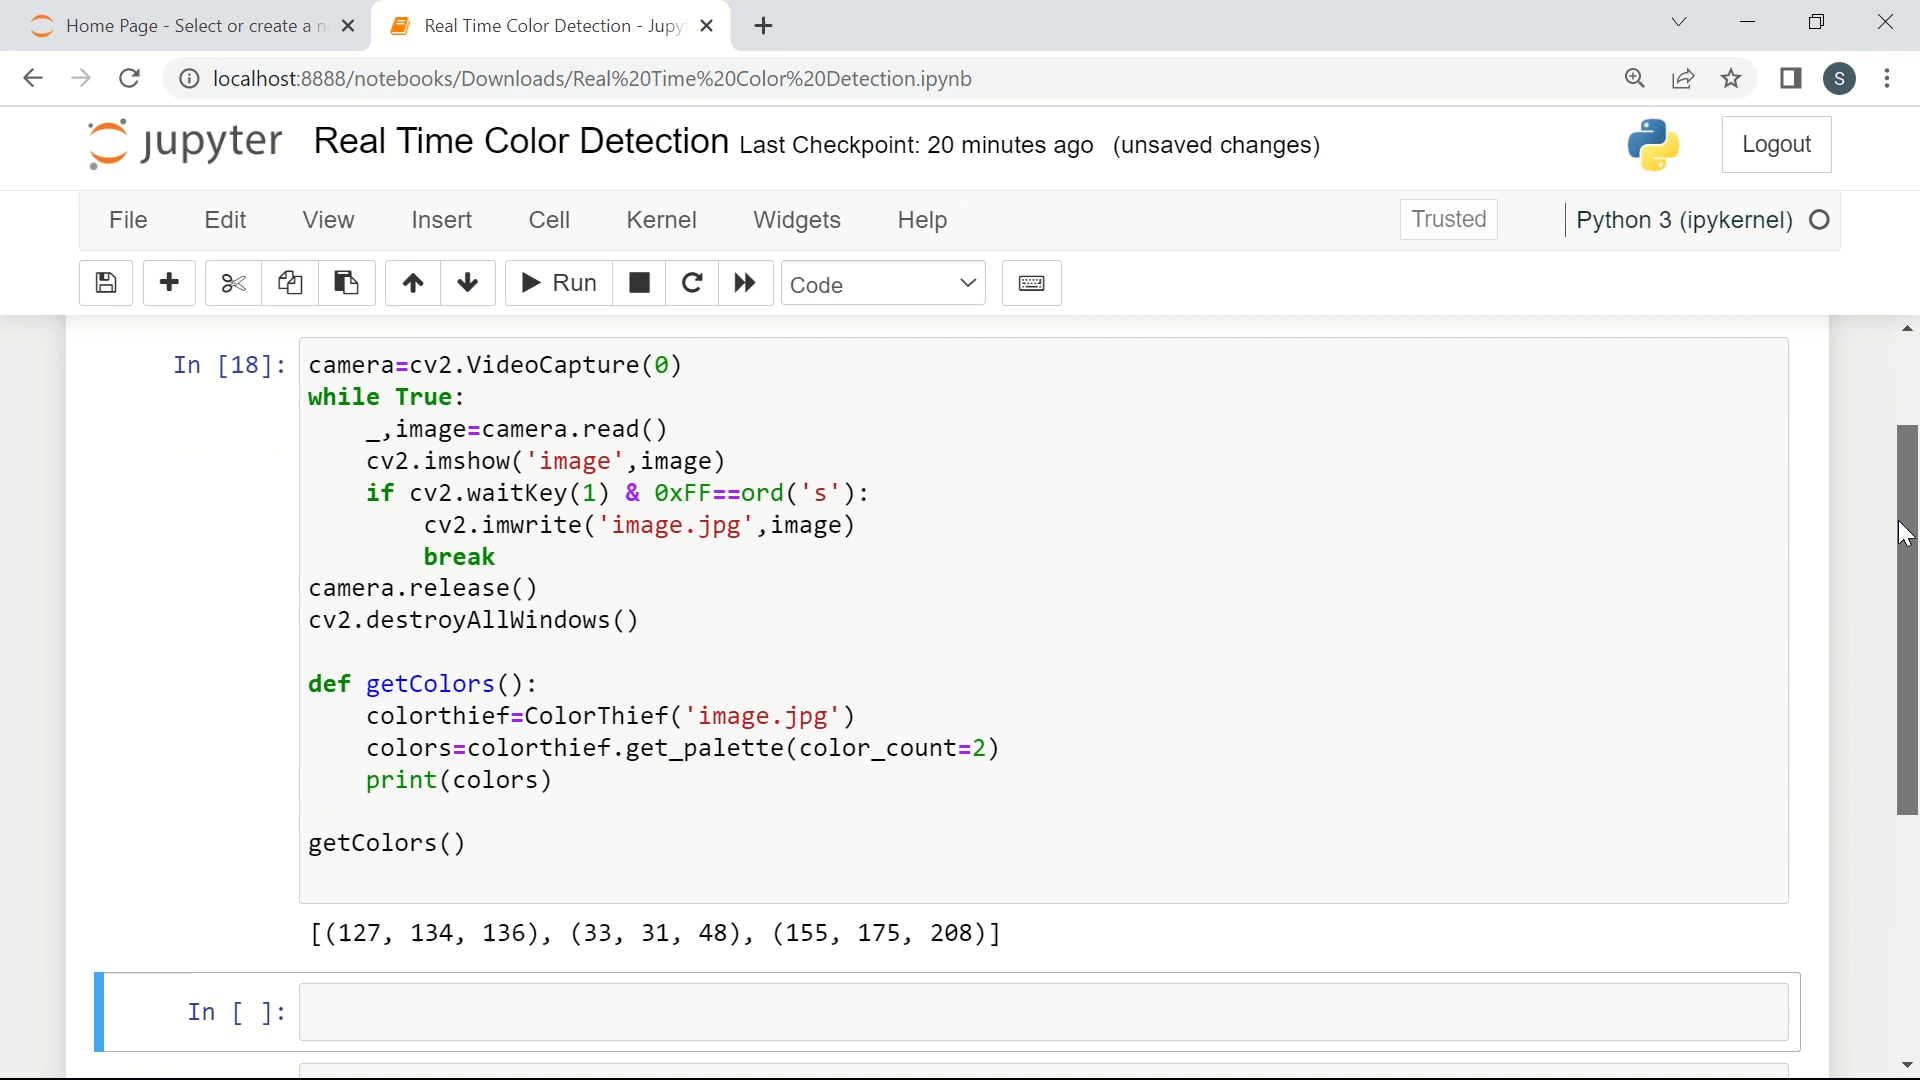 Home Page - Select or create a n
Real Time Color Detection - Jupy
localhost:8888/notebooks/Downloads/Real%20Time%20Color%20Detection.ipynb
S
jupyter Real Time Color Detection Last Checkpoint: 20 minutes ago (unsaved changes)
Logout
File Edit View Insert Cell Kernel Widgets Help
Trusted Python 3 (ipykernel)
Run Code
In [18]: camera=cv2.VideoCapture(0)
while True:
    _,image=camera.read()
    cv2.imshow('image',image)
    if cv2.waitKey(1) & 0xFF==ord('s'):
        cv2.imwrite('image.jpg',image)
        break
camera.release()
cv2.destroyAllWindows()
def getColors():
    colorthief=ColorThief('image.jpg')
    colors=colorthief.get_palette(color_count=2)
    print(colors)
getColors()
[(127, 134, 136), (33, 31, 48), (155, 175, 208)]
In [ ]: